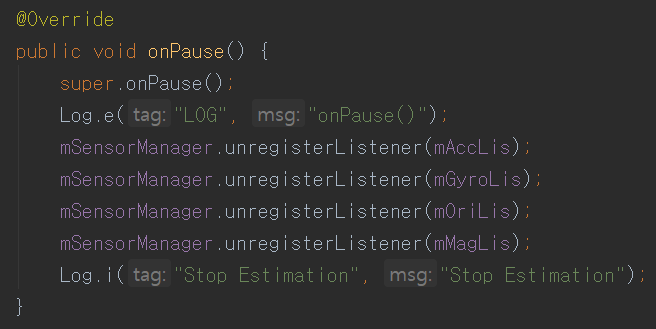 @Override
public void onPause() {
super.onPause();
Log.e( tag: "LOG", msg: "onPause()");
mSensorManager.unregisterListener(mAccLis);
mSensorManager.unregisterListener(mGyroLis);
mSensorManager.unregisterListener(mOriLis);
mSensorManager.unregisterListener(mMagLis);
Log.i( tag: "Stop Estimation", msg: "Stop Estimation");
}